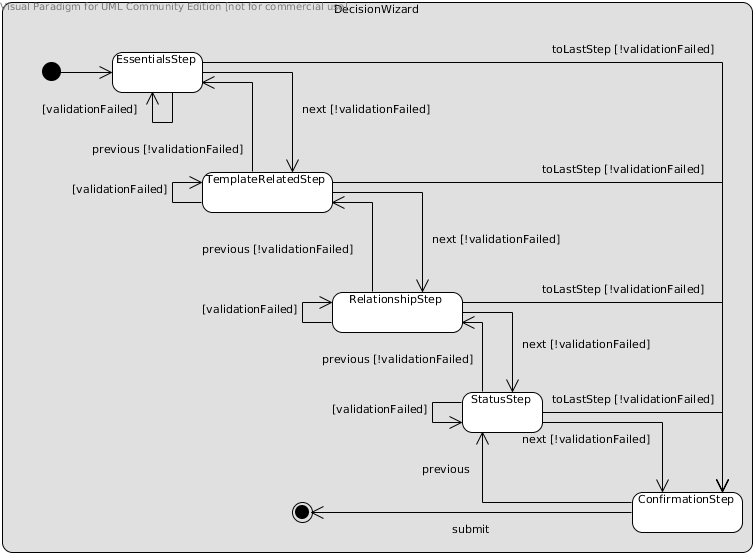 Visual Paradigm for UML Community Edition [not for commercial use]
DecisionWizard
toLastStep [!validationFailed]
EssentialsStep
[validationFailed]
next [!validationFailed]
previous [!validationFailed]
toLastStep [!validationFailed]
TemplateRelatedStep
[validationFailed]
next [!validationFailed]
previous [!validationFailed]
toLastStep [!validationFailed]
RelationshipStep
[validationFailed]
next [!validationFailed]
previous [!validationFailed]
StatusStep
toLastStep [!validationFailed]
[validationFailed]
next [!validationFailed]
previous
ConfirmationStep
submit